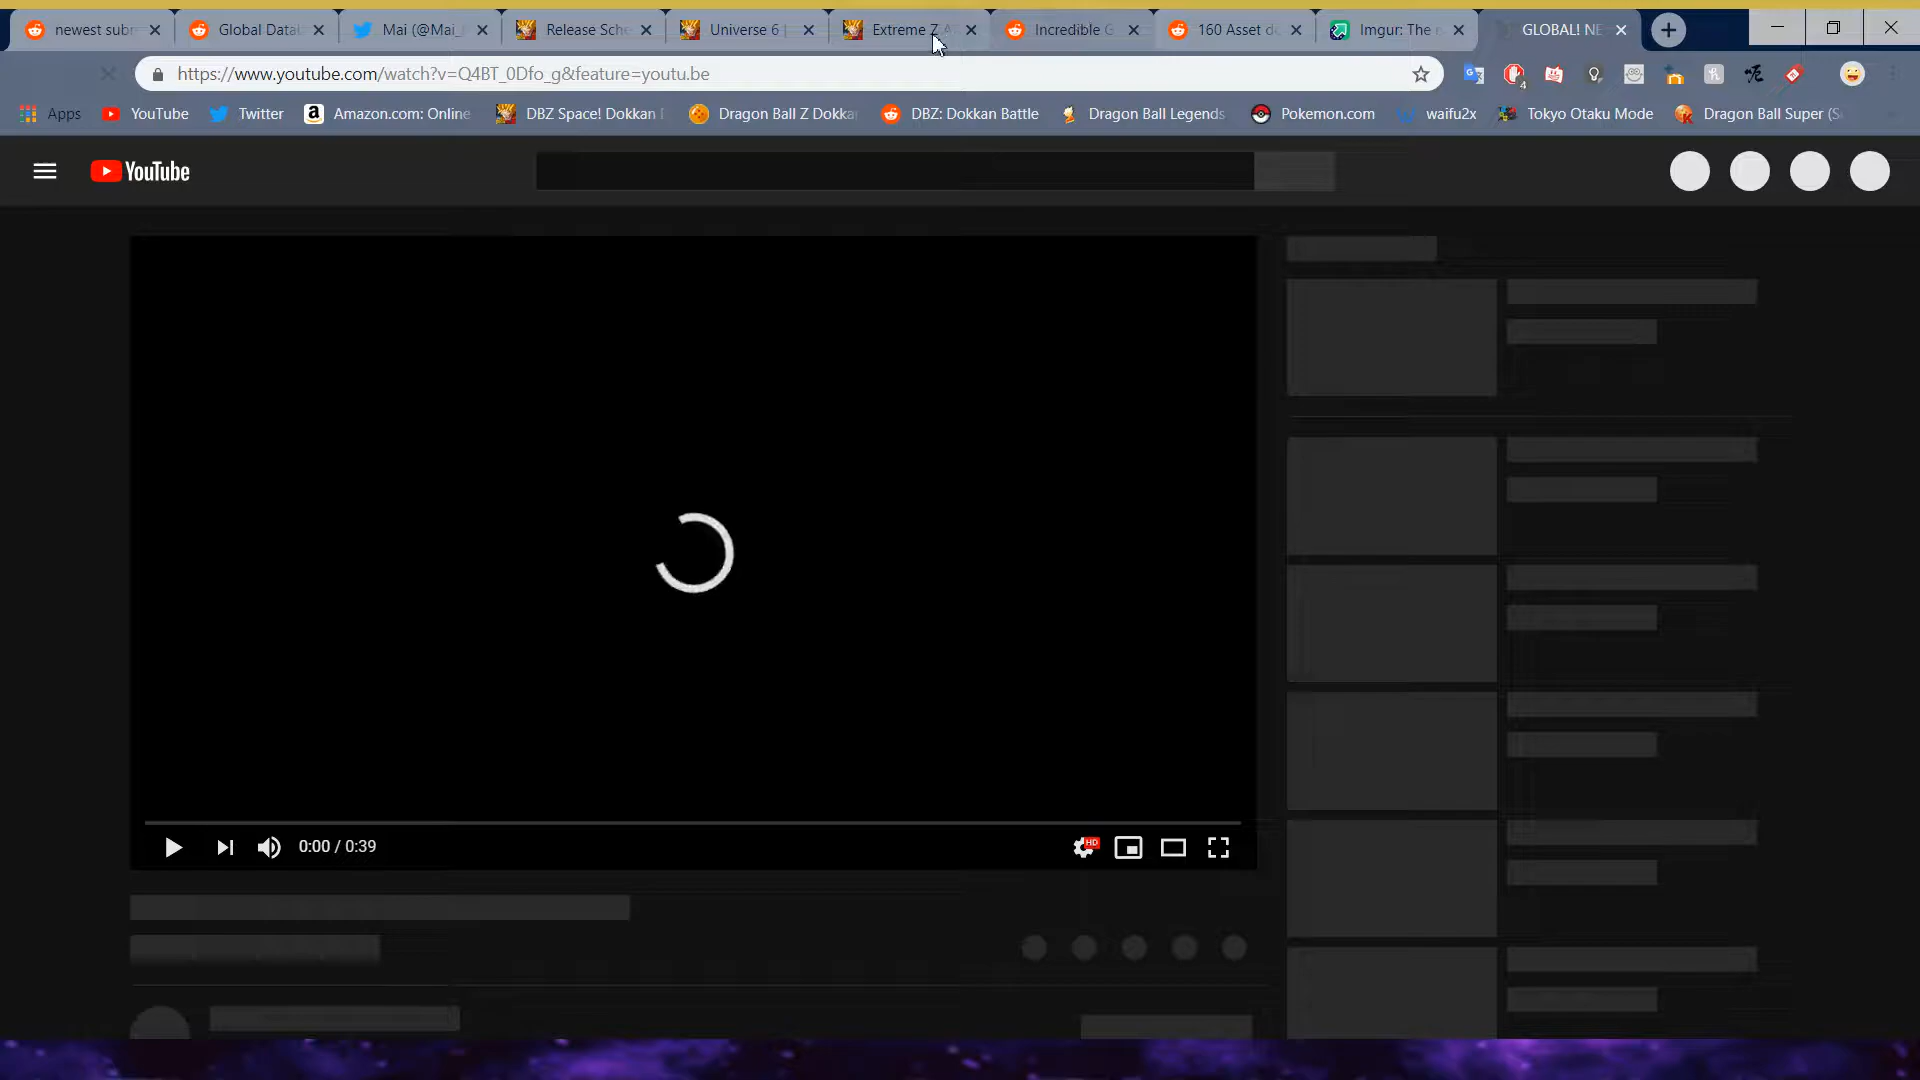 newest subr Global Data Mai (@Mai_ Release Sche Universe 6 | Extreme Z A Incredible G 160 Asset d Imgur: The GLOBAL! NE
https://www.youtube.com/watch?v=Q4BT_0Dfo_g&feature=youtu.be
Apps YouTube Twitter Amazon.com: Online DBZ Space! Dokkan Dragon Ball Z Dokka DBZ: Dokkan Battle Dragon Ball Legends Pokemon.com waifu2x Tokyo Otaku Mode Dragon Ball Super (S
YouTube
0:00 / 0:39 HD